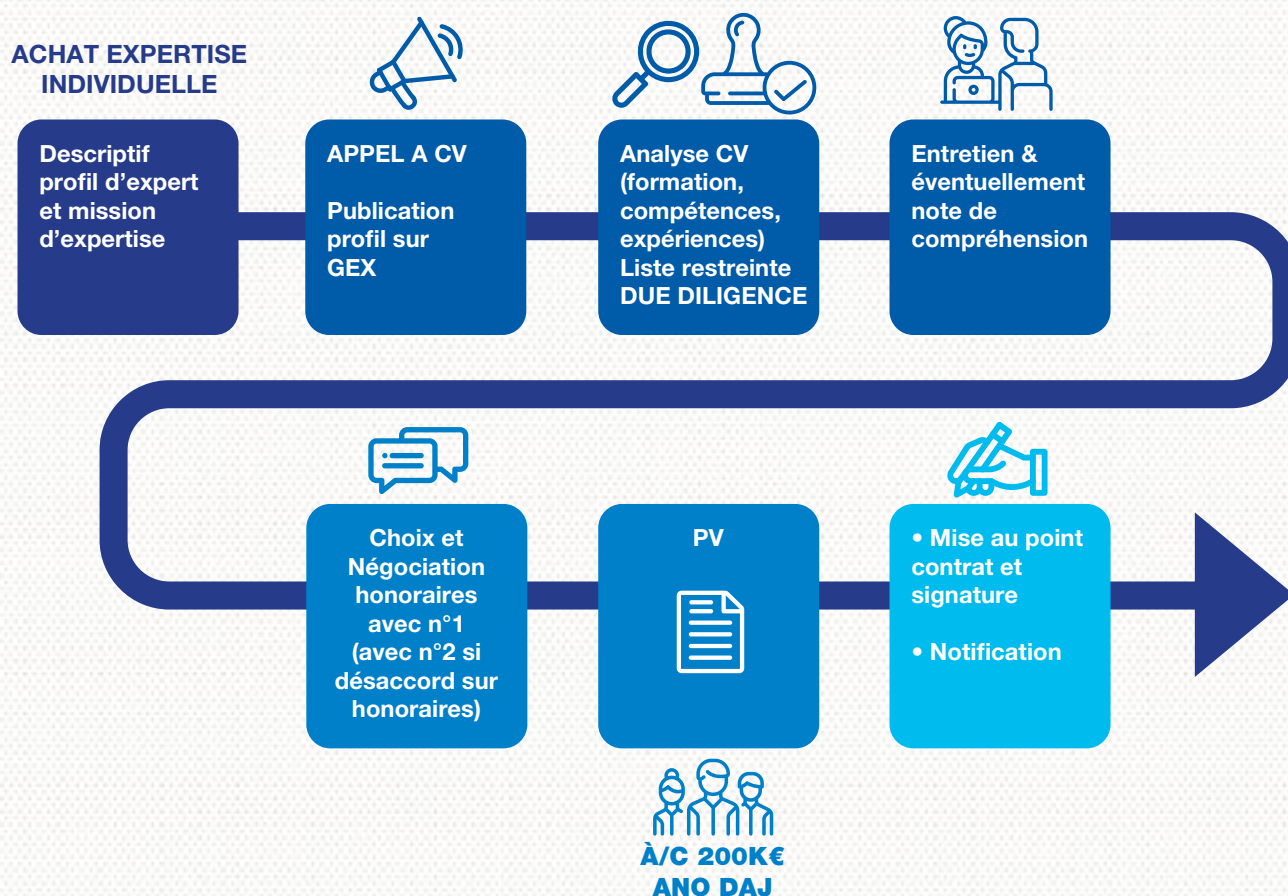 ACHAT EXPERTISE
INDIVIDUELLE
Descriptif
profil d'expert
et mission
d'expertise
APPEL A CV
Publication
profil sur
GEX
Analyse CV
(formation,
compétences,
expériences)
Liste restreinte
DUE DILIGENCE
Entretien &
éventuellement
note de
compréhension
Choix et
Négociation
honoraires
avec n°1
(avec n°2 si
désaccord sur
honoraires)
PV
• Mise au point
contrat et
signature
• Notification
À/C 200K€
ANO DAJ